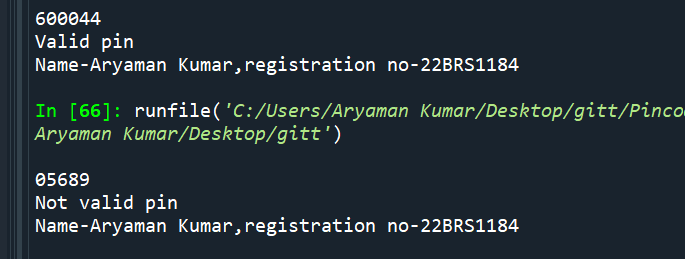 600044
Valid pin
Name-Aryaman Kumar,registration no-22BRS1184
In [66]: runfile('C:/Users/Aryaman Kumar/Desktop/gitt/Pinco
Aryaman Kumar/Desktop/gitt')
05689
Not valid pin
Name-Aryaman Kumar,registration no-22BRS1184